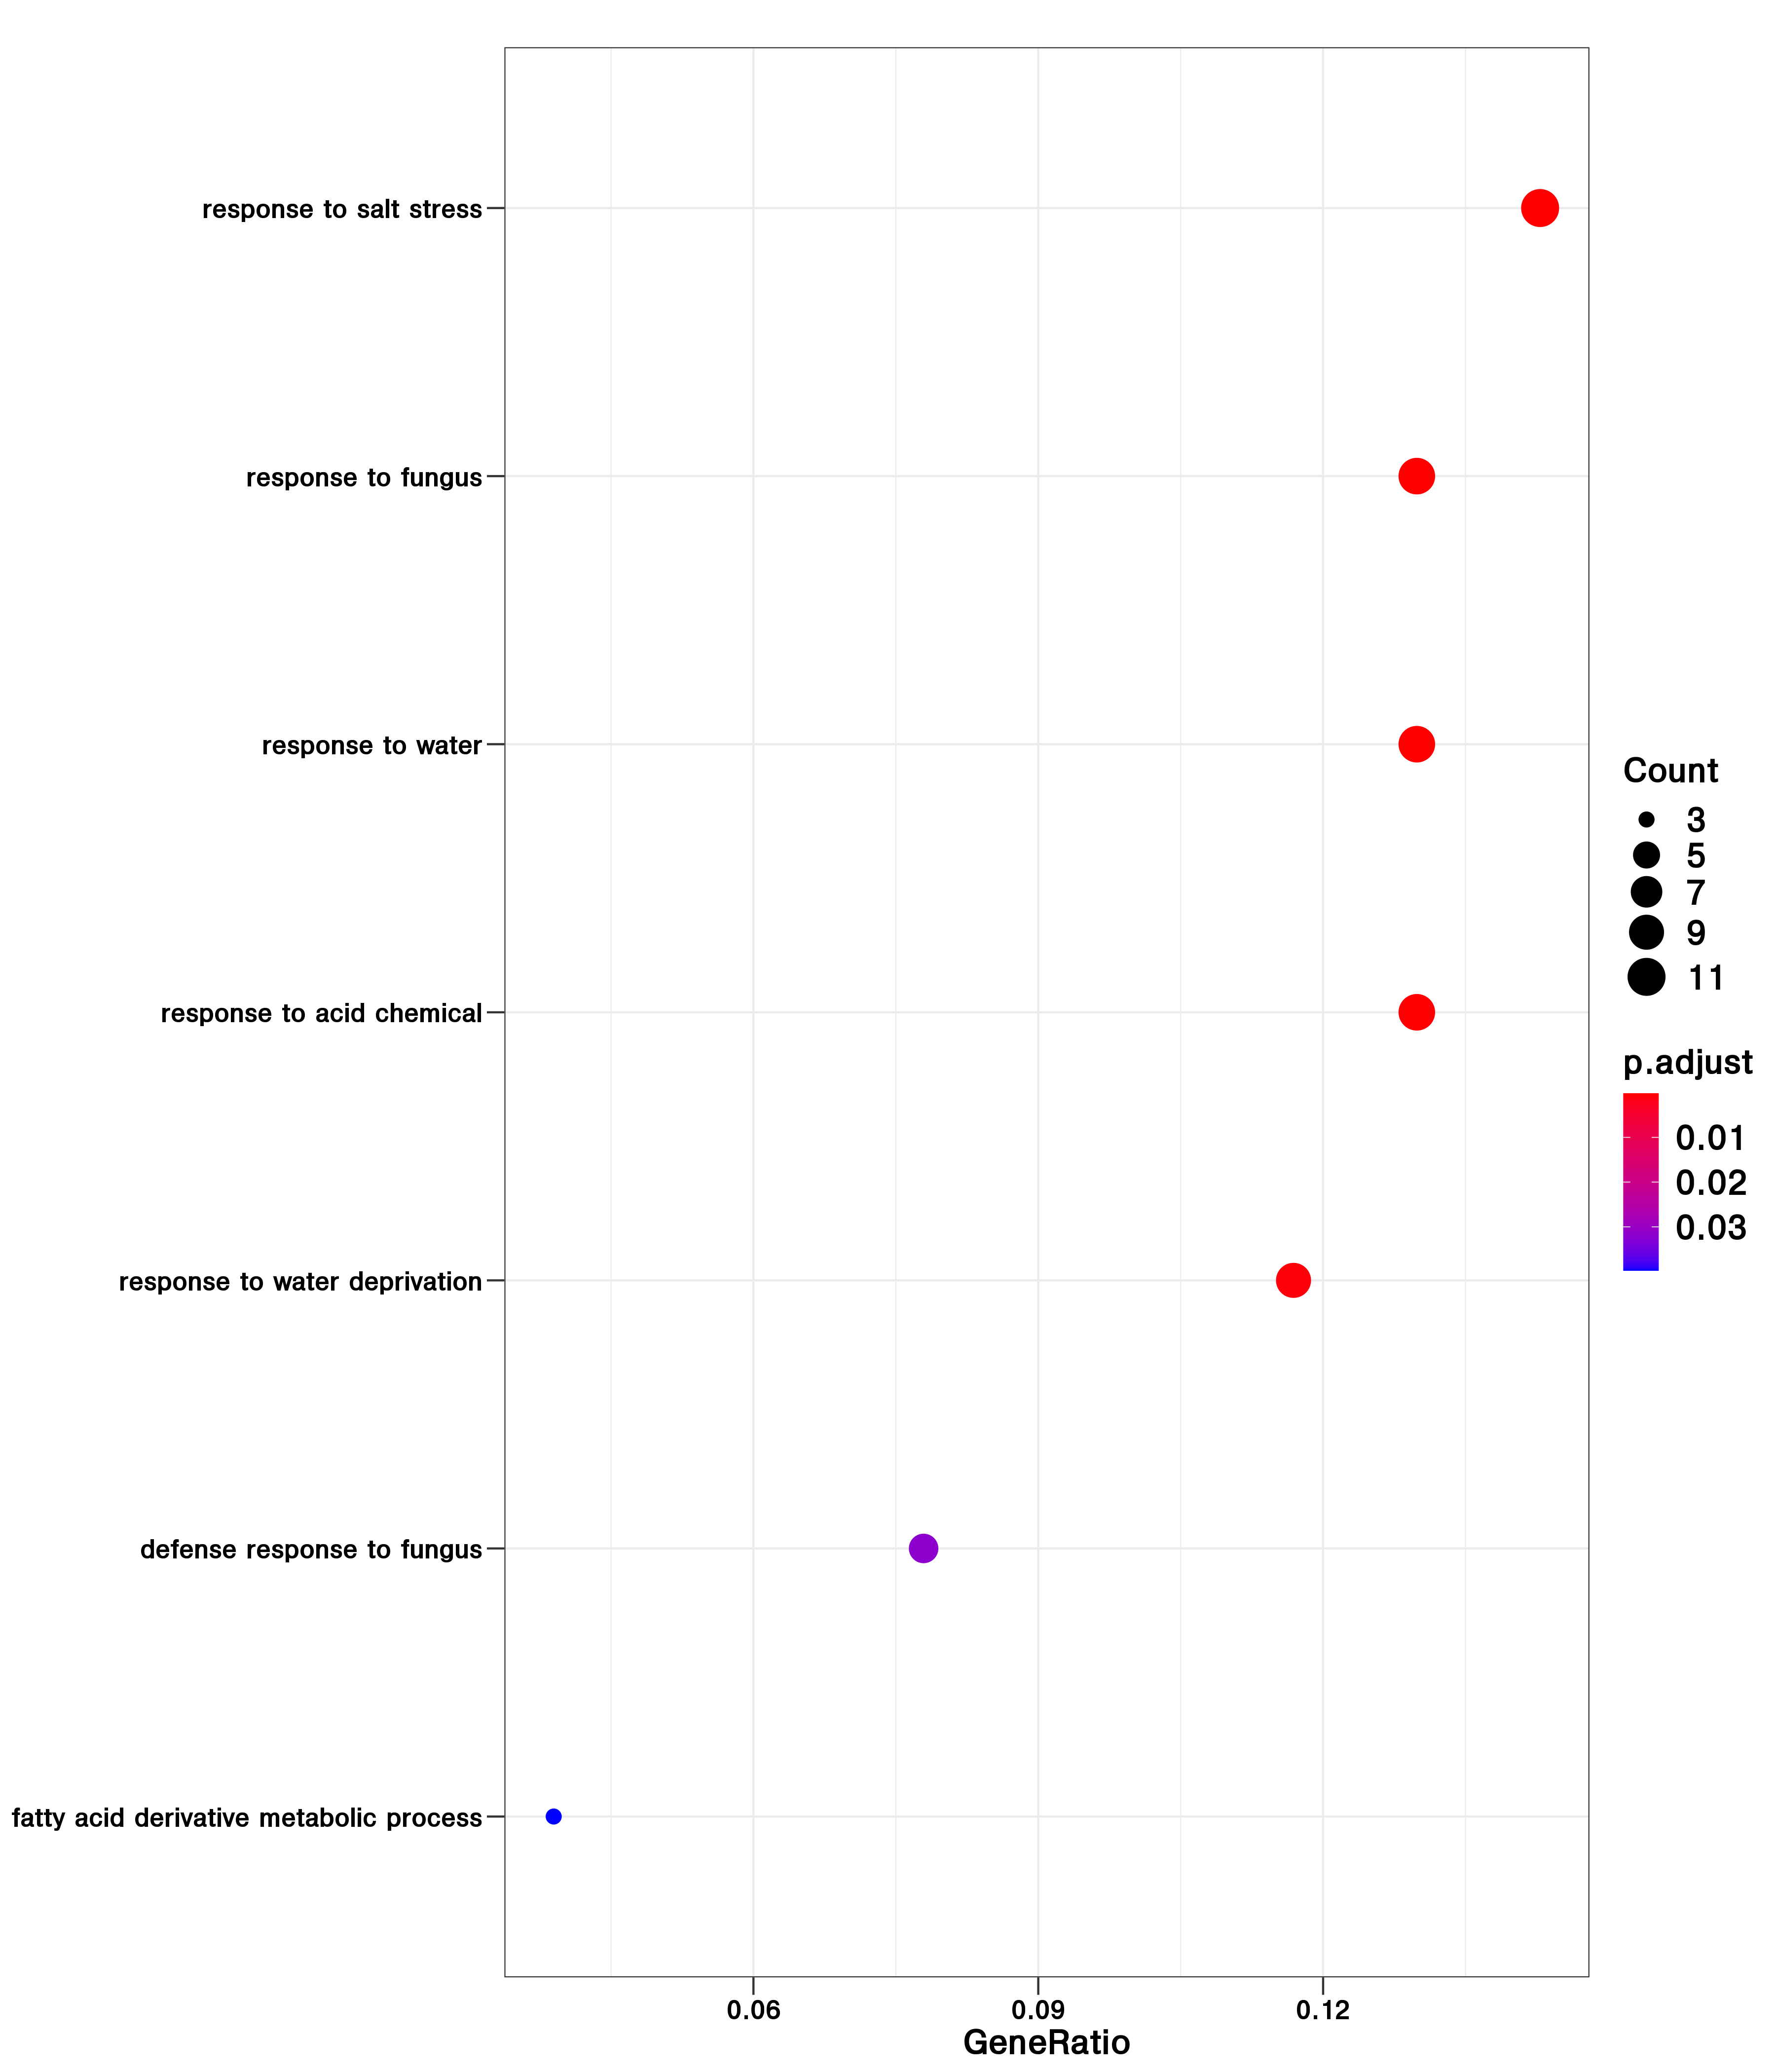 response to salt stress
response to fungus
response to water
response to acid chemical
response to water deprivation
defense response to fungus
fatty acid derivative metabolic process
0.06
0.09
0.12
GeneRatio
Count
3
5
7
9
11
p.adjust
0.01
0.02
0.03